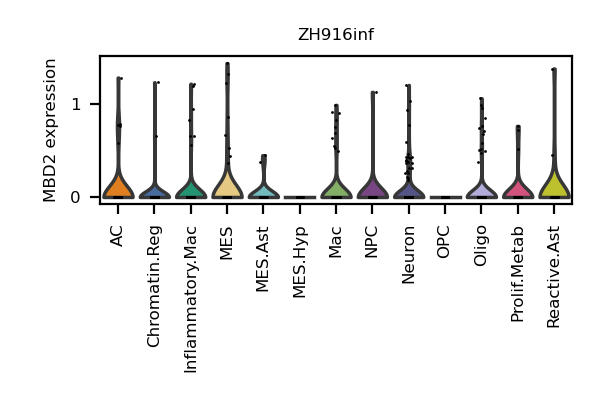 ZH916inf
MBD2 expression
1
0
AC
Chromatin.Reg
Inflammatory.Mac
MES
MES.Ast
MES.Hyp
Mac
NPC
Neuron
OPC
Oligo
Prolif.Metab
Reactive.Ast